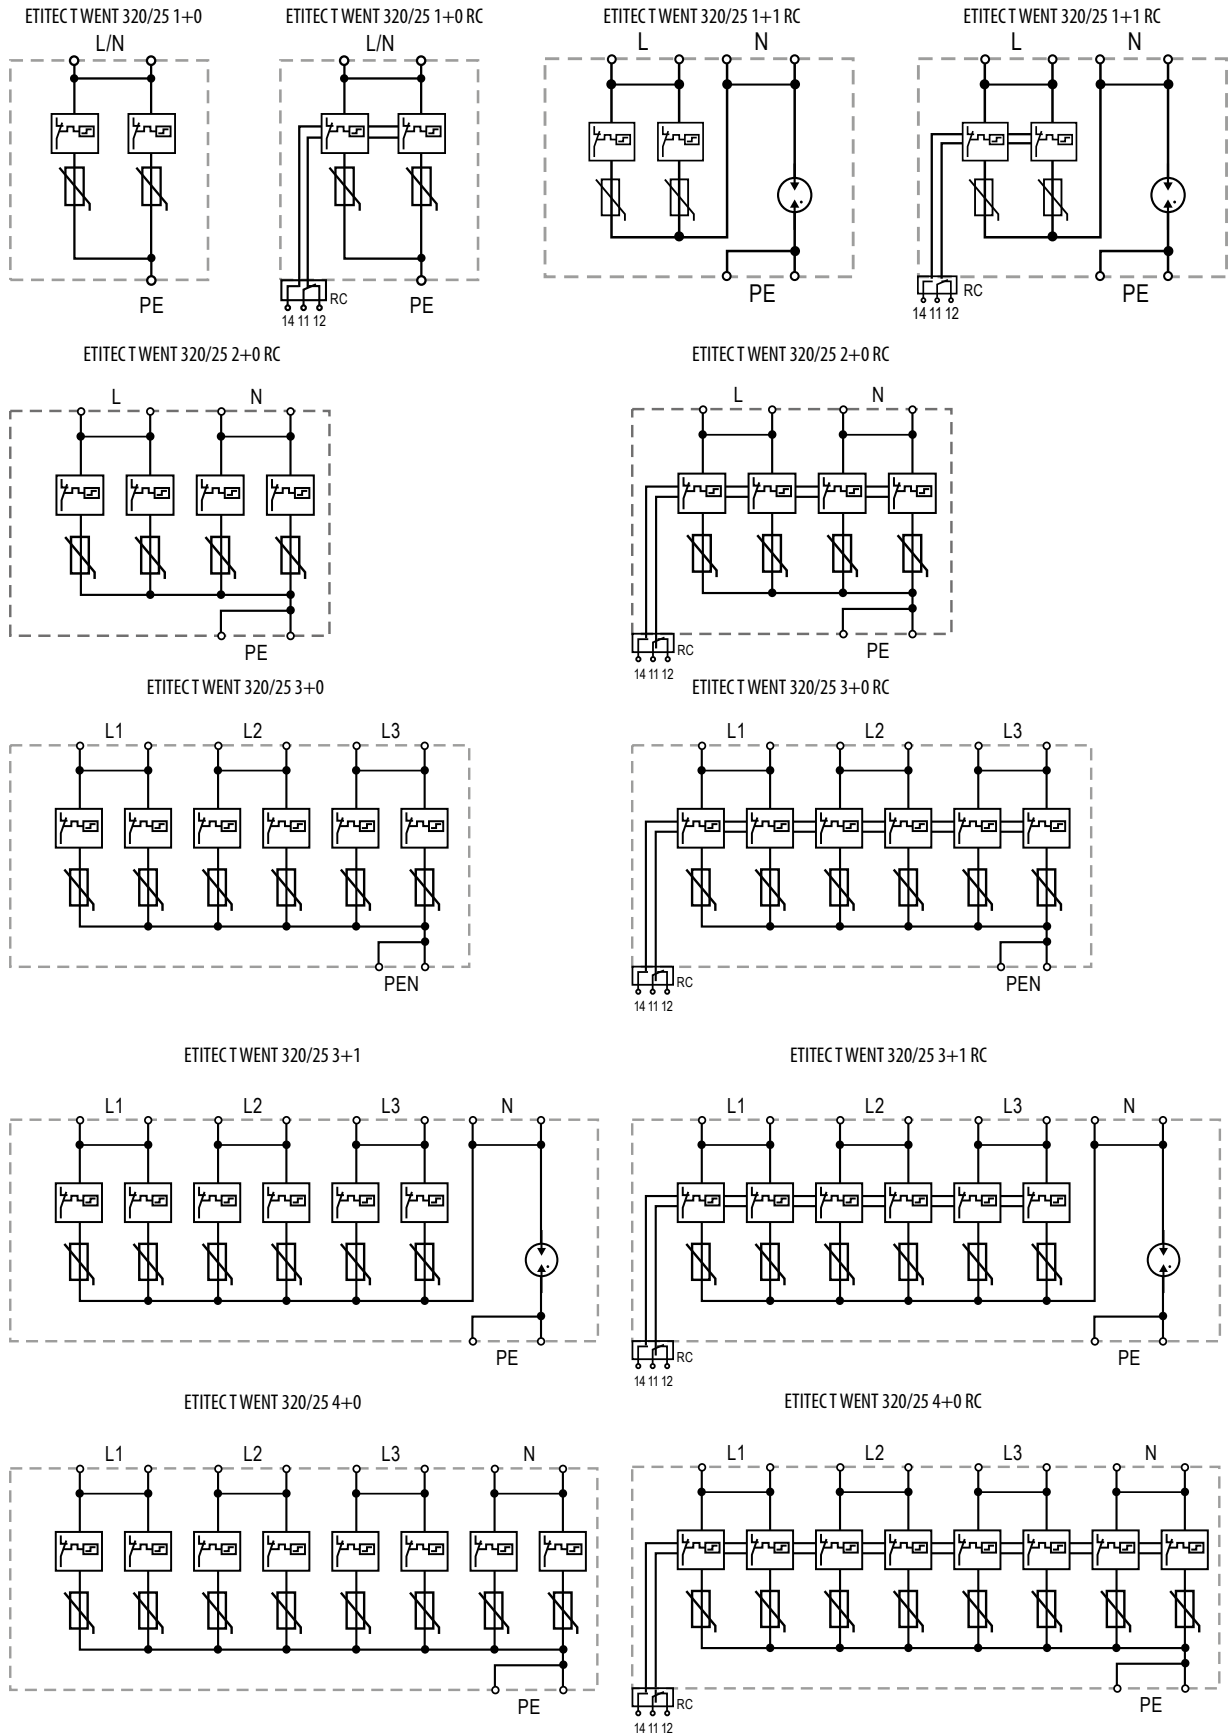 ETITEC T WENT 320/25 1+0
ETITEC T WENT 320/25 1+0 RC
ETITEC T WENT 320/25 1+1 RC
ETITEC T WENT 320/25 1+1 RC
L/N
L/N
L N
L N
PE
RC
PE
14 11 12
PE
RC
PE
14 11 12
ETITEC T WENT 320/25 2+0 RC
ETITEC T WENT 320/25 2+0 RC
L N
L N
PE
RC
PE
14 11 12
ETITEC T WENT 320/25 3+0
ETITEC T WENT 320/25 3+0 RC
L1 L2 L3
L1 L2 L3
PEN
RC
PEN
14 11 12
ETITEC T WENT 320/25 3+1
ETITEC T WENT 320/25 3+1 RC
L1 L2 L3 N
L1 L2 L3 N
PE
RC
PE
14 11 12
ETITEC T WENT 320/25 4+0
ETITEC T WENT 320/25 4+0 RC
L1 L2 L3 N
L1 L2 L3 N
PE
RC
PE
14 11 12